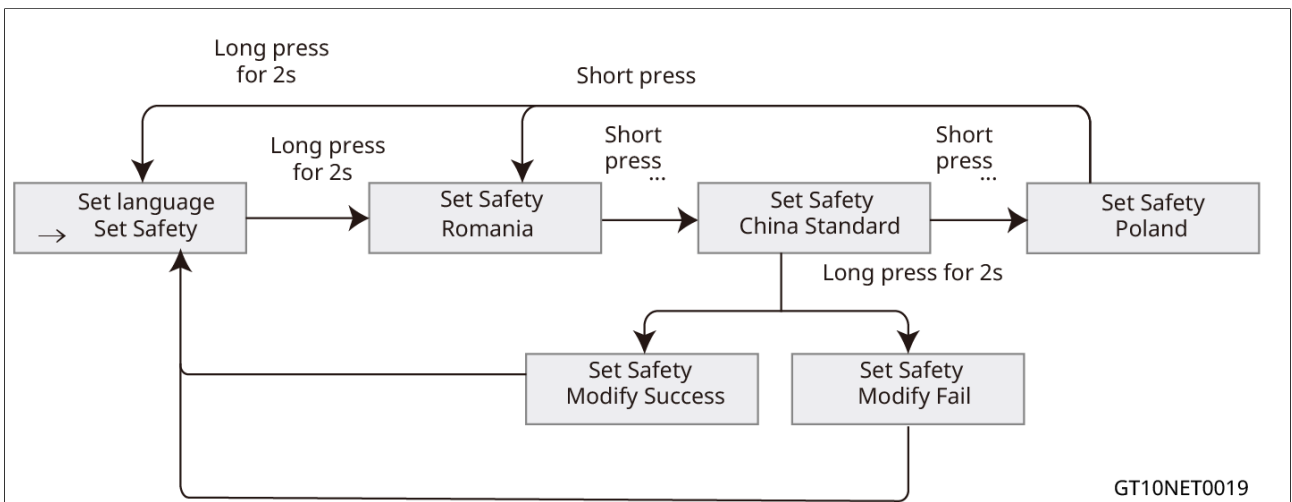 Long press
for 2s
Short press
Long press
for 2s
Short
press
...
Short
press
...
Set language
→ Set Safety
Set Safety
Romania
Set Safety
China Standard
Set Safety
Poland
Long press for 2s
Set Safety
Modify Success
Set Safety
Modify Fail
GT10NET0019